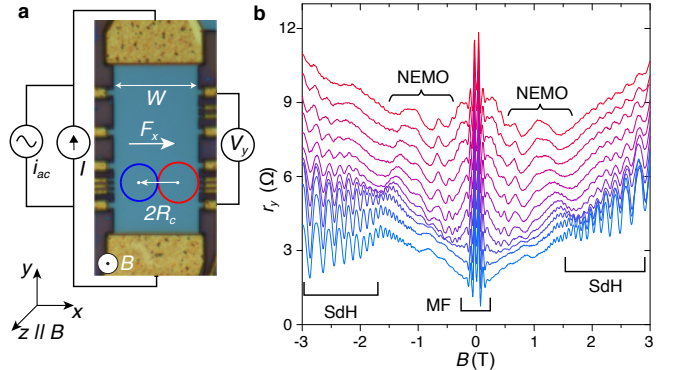 a
W
F_x
i_ac
I
V_y
2R_c
B
y
x
z // B
b
12
9
6
3
0
r_y (Ω)
NEMO
NEMO
SdH
MF
SdH
-3 -2 -1 0 1 2 3
B(T)